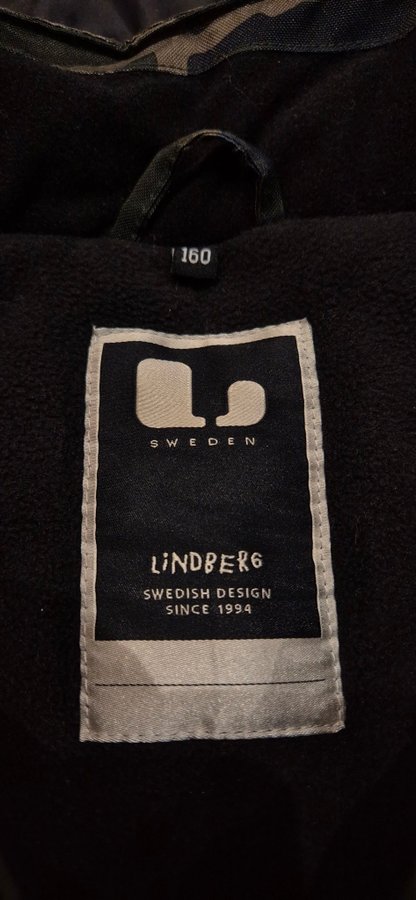 160
SWEDEN
LINDBERG
SWEDISH DESIGN
SINCE 1994